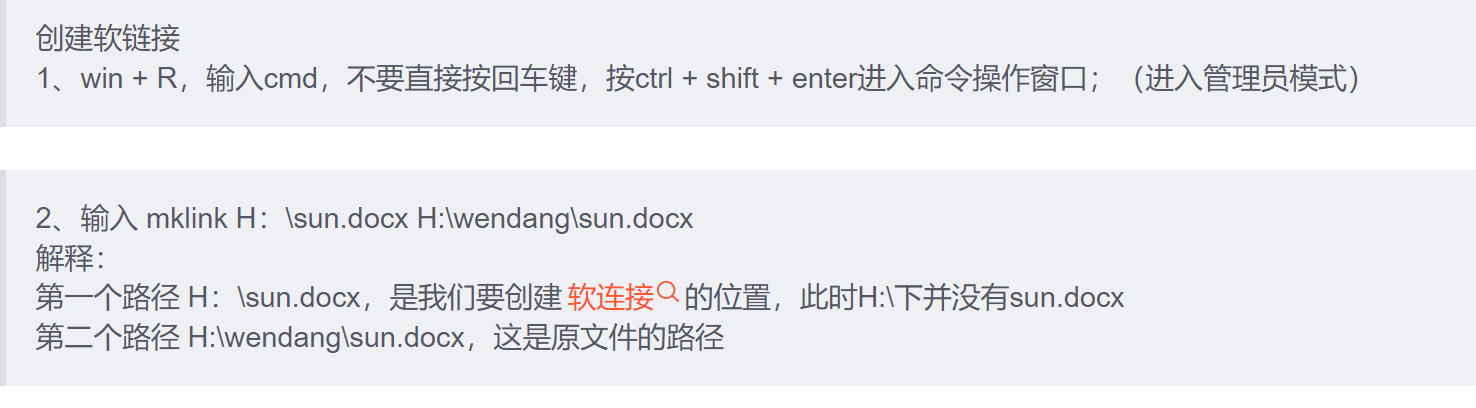 创建软链接
1、win + R，输入cmd，不要直接按回车键，按ctrl + shift + enter进入命令操作窗口；（进入管理员模式）
2、输入 mklink H：\sun.docx H:\wendang\sun.docx
解释：
第一个路径 H：\sun.docx，是我们要创建 软连接 的位置，此时H:\下并没有sun.docx
第二个路径 H:\wendang\sun.docx，这是原文件的路径